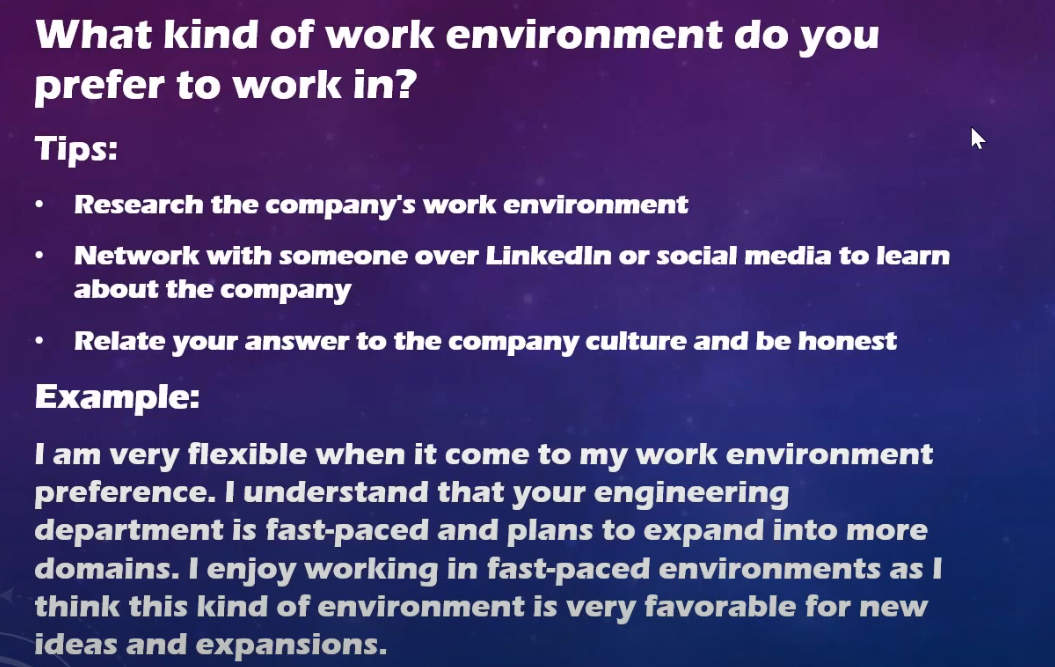 What kind of work environment do you
prefer to work in?
Tips:
• Research the company's work environment
• Network with someone over LinkedIn or social media to learn
about the company
• Relate your answer to the company culture and be honest
Example:
I am very flexible when it come to my work environment
preference. I understand that your engineering
department is fast-paced and plans to expand into more
domains. I enjoy working in fast-paced environments as I
think this kind of environment is very favorable for new
ideas and expansions.